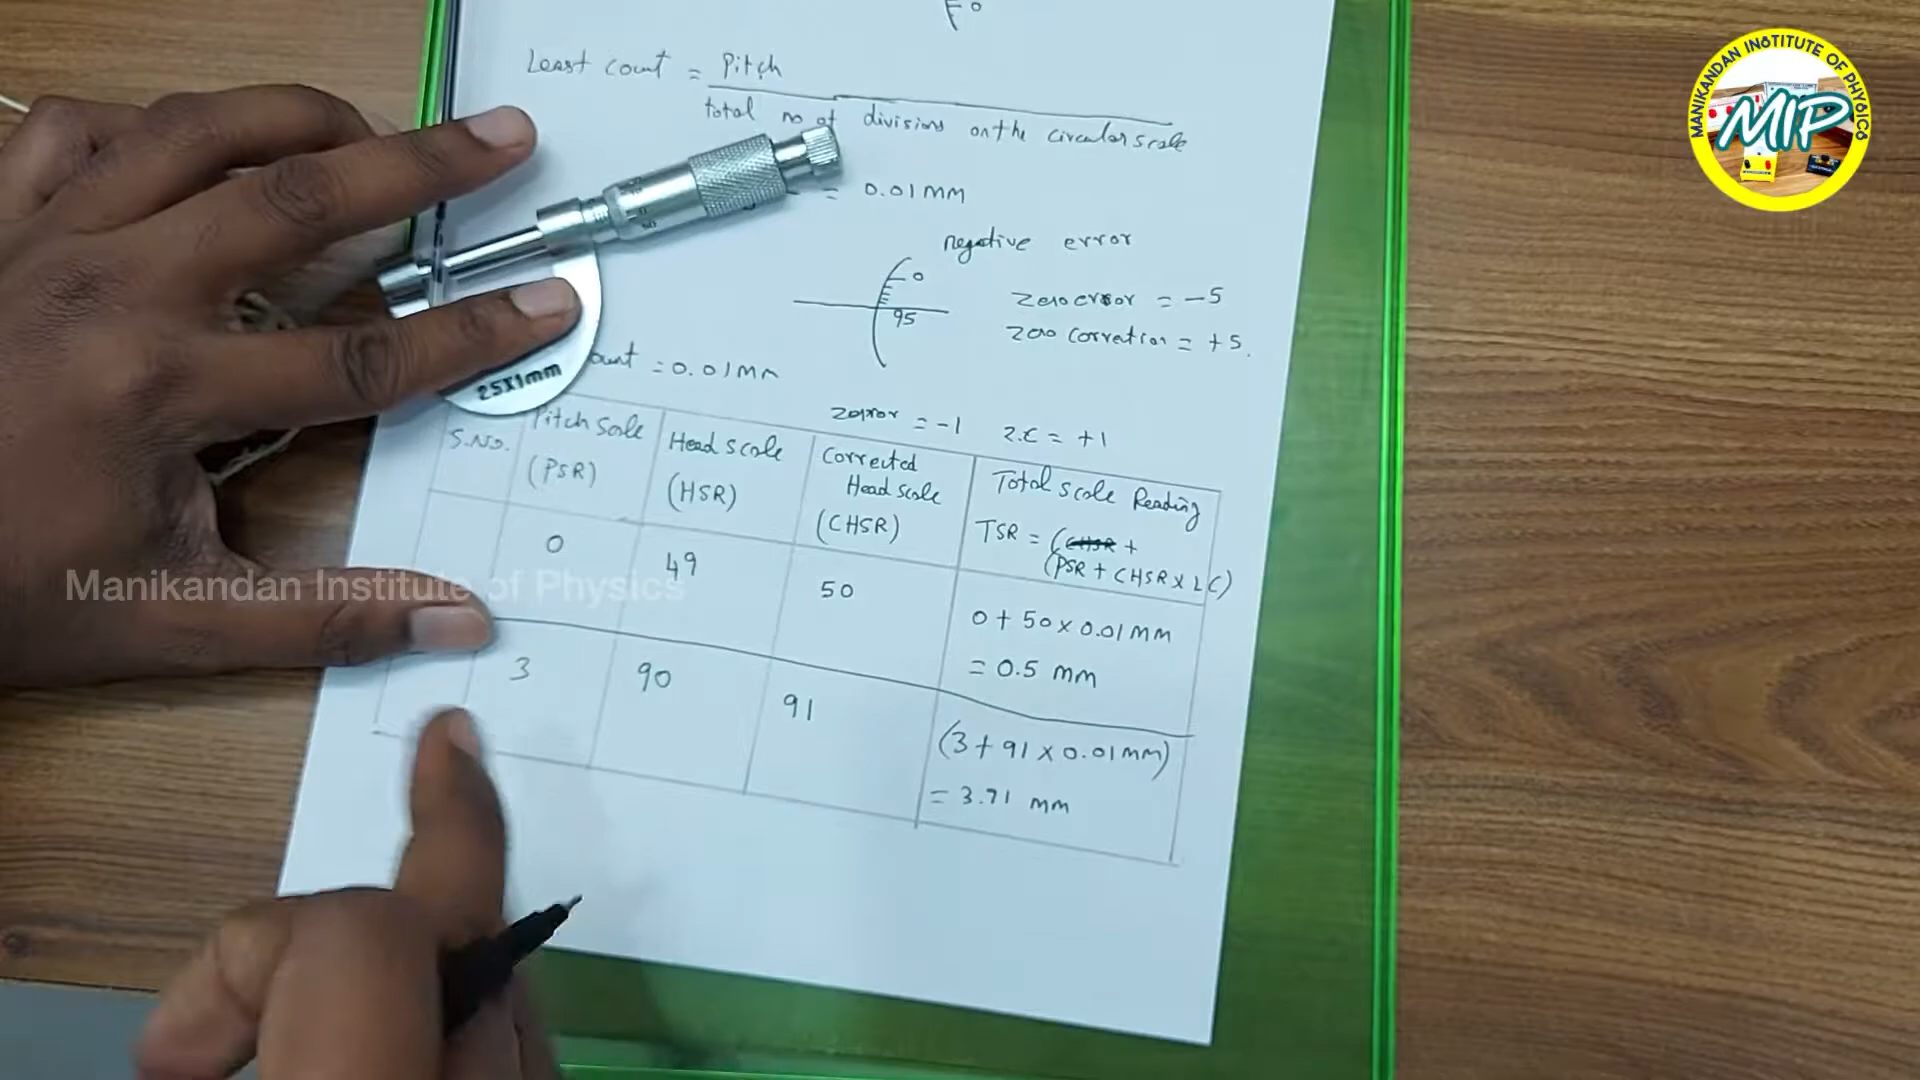 MANIKANDAN INSTITUTE OF PHYSICS
MIP
Least count = Pitch
total no of divisions on the circular scale
= 0.01 mm
negative error
0
95
zero error = -5
zero correction = +5.
ount = 0.01 mm
25X1mm
= -1 Z.C = +1
S.No.
Pitch Scale
(PSR)
Head scale
(HSR)
Corrected
Head scale
(CHSR)
Total scale Reading
TSR = (CHSR +
(PSR + CHSR x LC)
0 49 50
0 + 50 x 0.01 mm
= 0.5 mm
3 90 91
(3 + 91 x 0.01 mm)
= 3.91 mm
Manikandan Institute of Physics